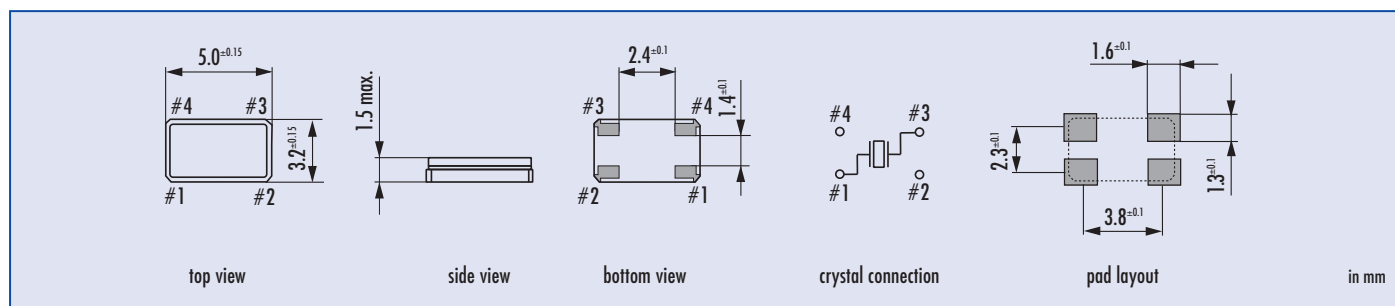 5.0±0.15
#4 #3
3.2±0.15
#1 #2
top view
1.5 max.
side view
2.4±0.1
#3 #4
1.4±0.1
#2 #1
bottom view
#4 #3
#1 #2
crystal connection
1.6±0.1
2.3±0.1
1.3±0.1
3.8±0.1
pad layout
in mm